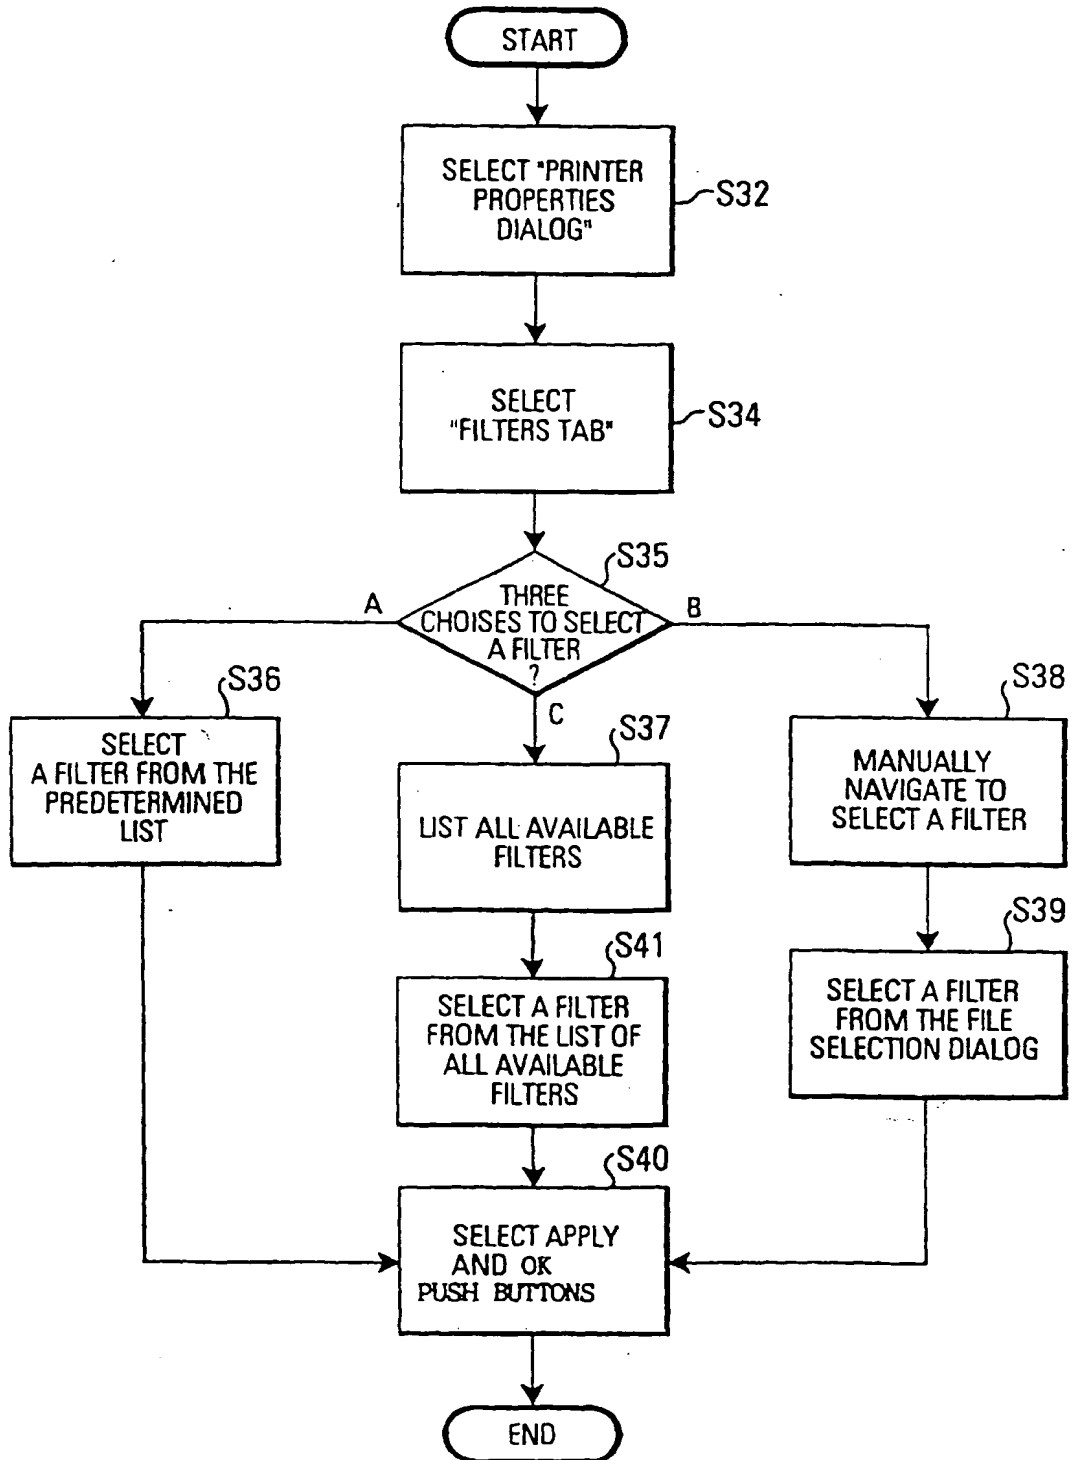 START
SELECT "PRINTER
PROPERTIES
DIALOG"
S32
SELECT
"FILTERS TAB"
S34
S35
THREE
CHOISES TO SELECT
A FILTER
?
A
B
C
S36
SELECT
A FILTER FROM THE
PREDETERMINED
LIST
S37
LIST ALL AVAILABLE
FILTERS
S38
MANUALLY
NAVIGATE TO
SELECT A FILTER
S41
SELECT A FILTER
FROM THE LIST OF
ALL AVAILABLE
FILTERS
S39
SELECT A FILTER
FROM THE FILE
SELECTION DIALOG
S40
SELECT APPLY
AND OK
PUSH BUTTONS
END